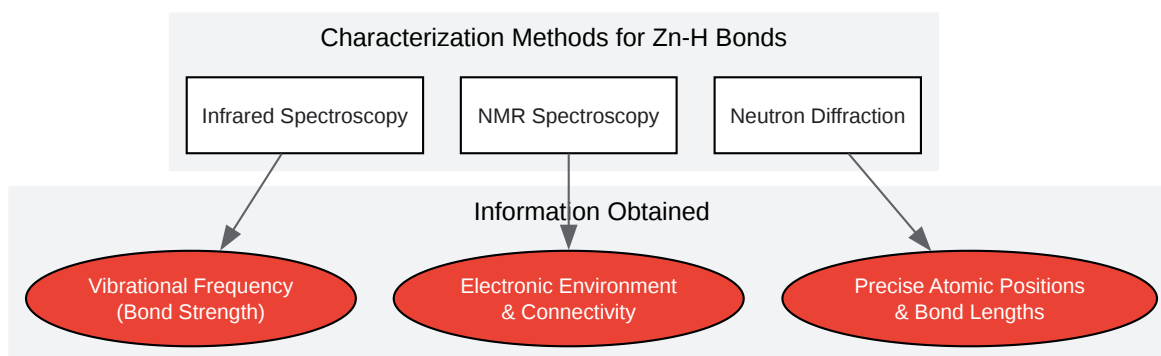 Characterization Methods for Zn-H Bonds
Infrared Spectroscopy
NMR Spectroscopy
Neutron Diffraction
Information Obtained
Vibrational Frequency
(Bond Strength)
Electronic Environment
& Connectivity
Precise Atomic Positions
& Bond Lengths